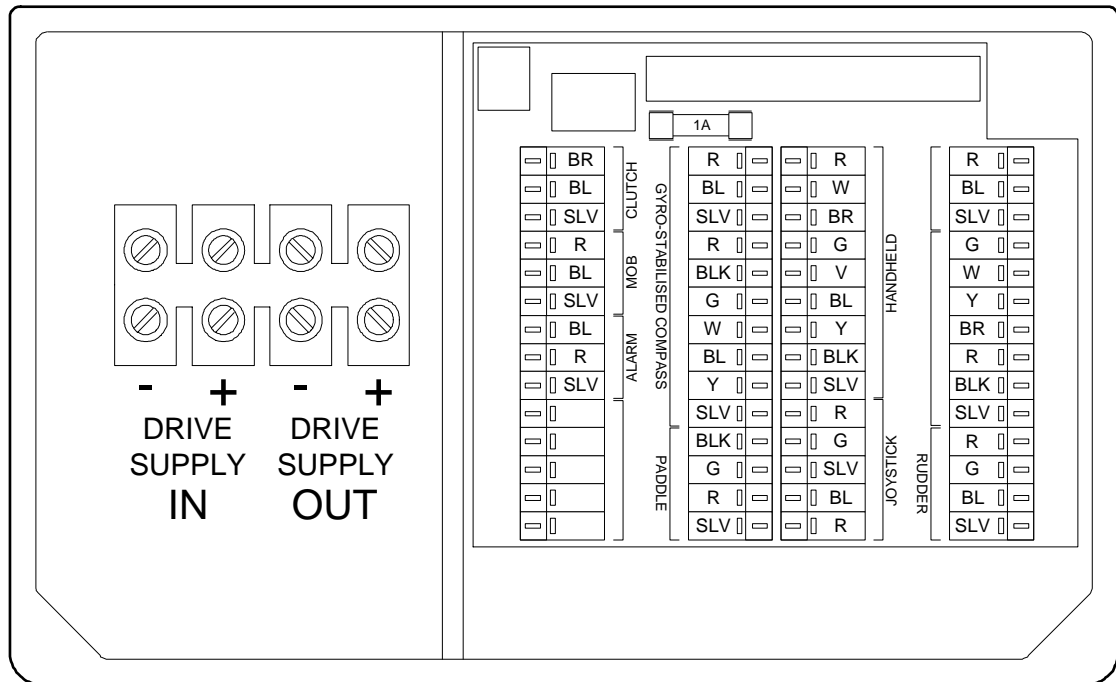 - + - +
DRIVE SUPPLY IN
DRIVE SUPPLY OUT
1A
BR
BL
SLV
R
BL
SLV
BL
R
SLV
CLUTCH
MOB
ALARM
GYRO-STABILISED COMPASS
PADDLE
R
BL
SLV
R
BLK
G
W
BL
Y
SLV
BLK
G
R
SLV
R
W
BR
G
V
BL
Y
BLK
SLV
R
G
SLV
BL
R
HANDHELD
JOYSTICK
RUDDER
R
BL
SLV
G
W
Y
BR
R
BLK
SLV
R
G
BL
SLV